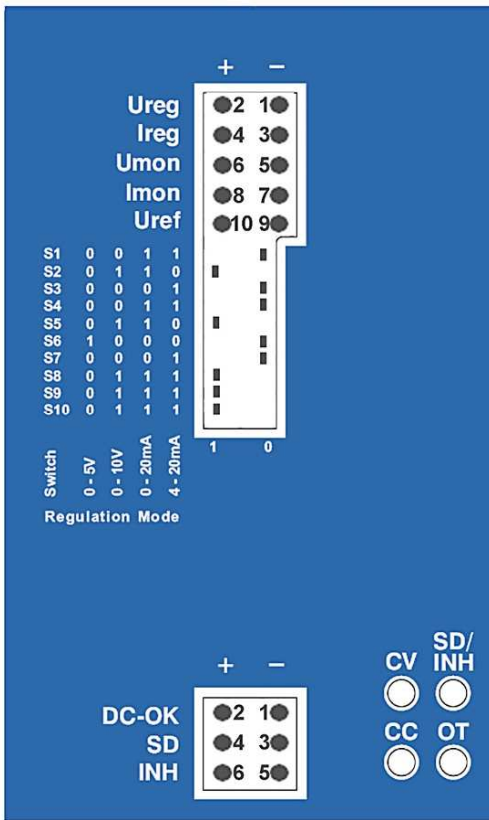 + −
Ureg 2 1
Ireg 4 3
Umon 6 5
Imon 8 7
Uref 10 9
S1 0 0 1 1
S2 0 1 1 0
S3 0 0 0 1
S4 0 0 1 1
S5 0 1 1 0
S6 1 0 0 0
S7 0 0 0 1
S8 0 1 1 1
S9 0 1 1 1
S10 0 1 1 1
1 0
Switch
0 - 5V
0 - 10V
0 - 20mA
4 - 20mA
Regulation Mode
+ −
DC-OK 2 1
SD 4 3
INH 6 5
CV SD/
INH
CC OT